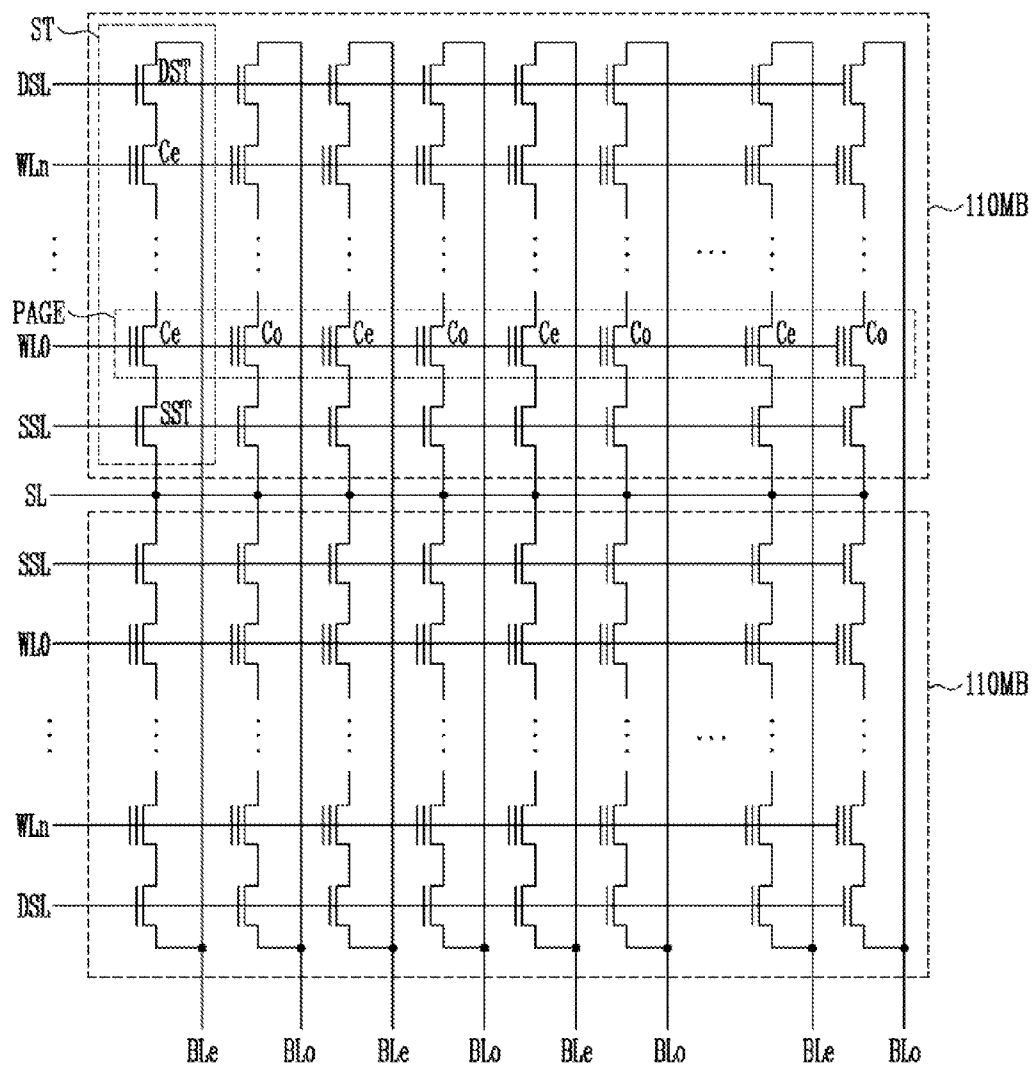 ST
DSL DST
WLn Ce
110MB
PAGE
WL0 Ce Co Ce Co Ce Co Ce Co
SSL SST
SL
SSL
WL0
110MB
WLn
DSL
BLe BLo BLe BLo BLe BLo BLe BLo